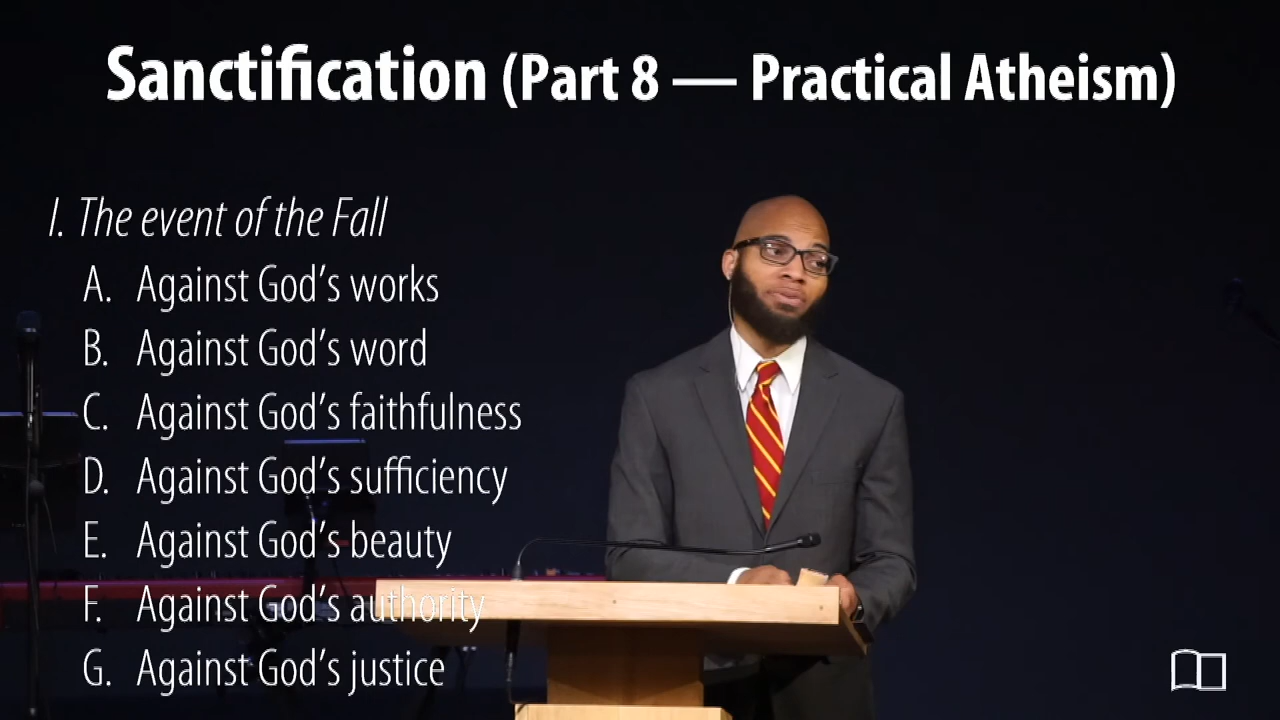 Sanctification (Part 8 — Practical Atheism)
I. The event of the Fall
A. Against God’s works
B. Against God’s word
C. Against God’s faithfulness
D. Against God’s sufficiency
E. Against God’s beauty
F. Against God’s authority
G. Against God’s justice